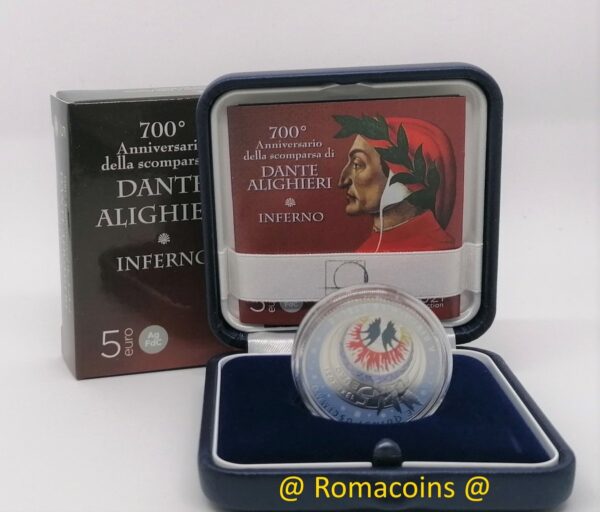 700°
Anniversario
della scomparsa
DANTE
ALIGHIERI
INFERNO
5 euro
Ag
FdC
700°
Anniversario
della scomparsa di
DANTE
ALIGHIERI
INFERNO
@ Romacoins @